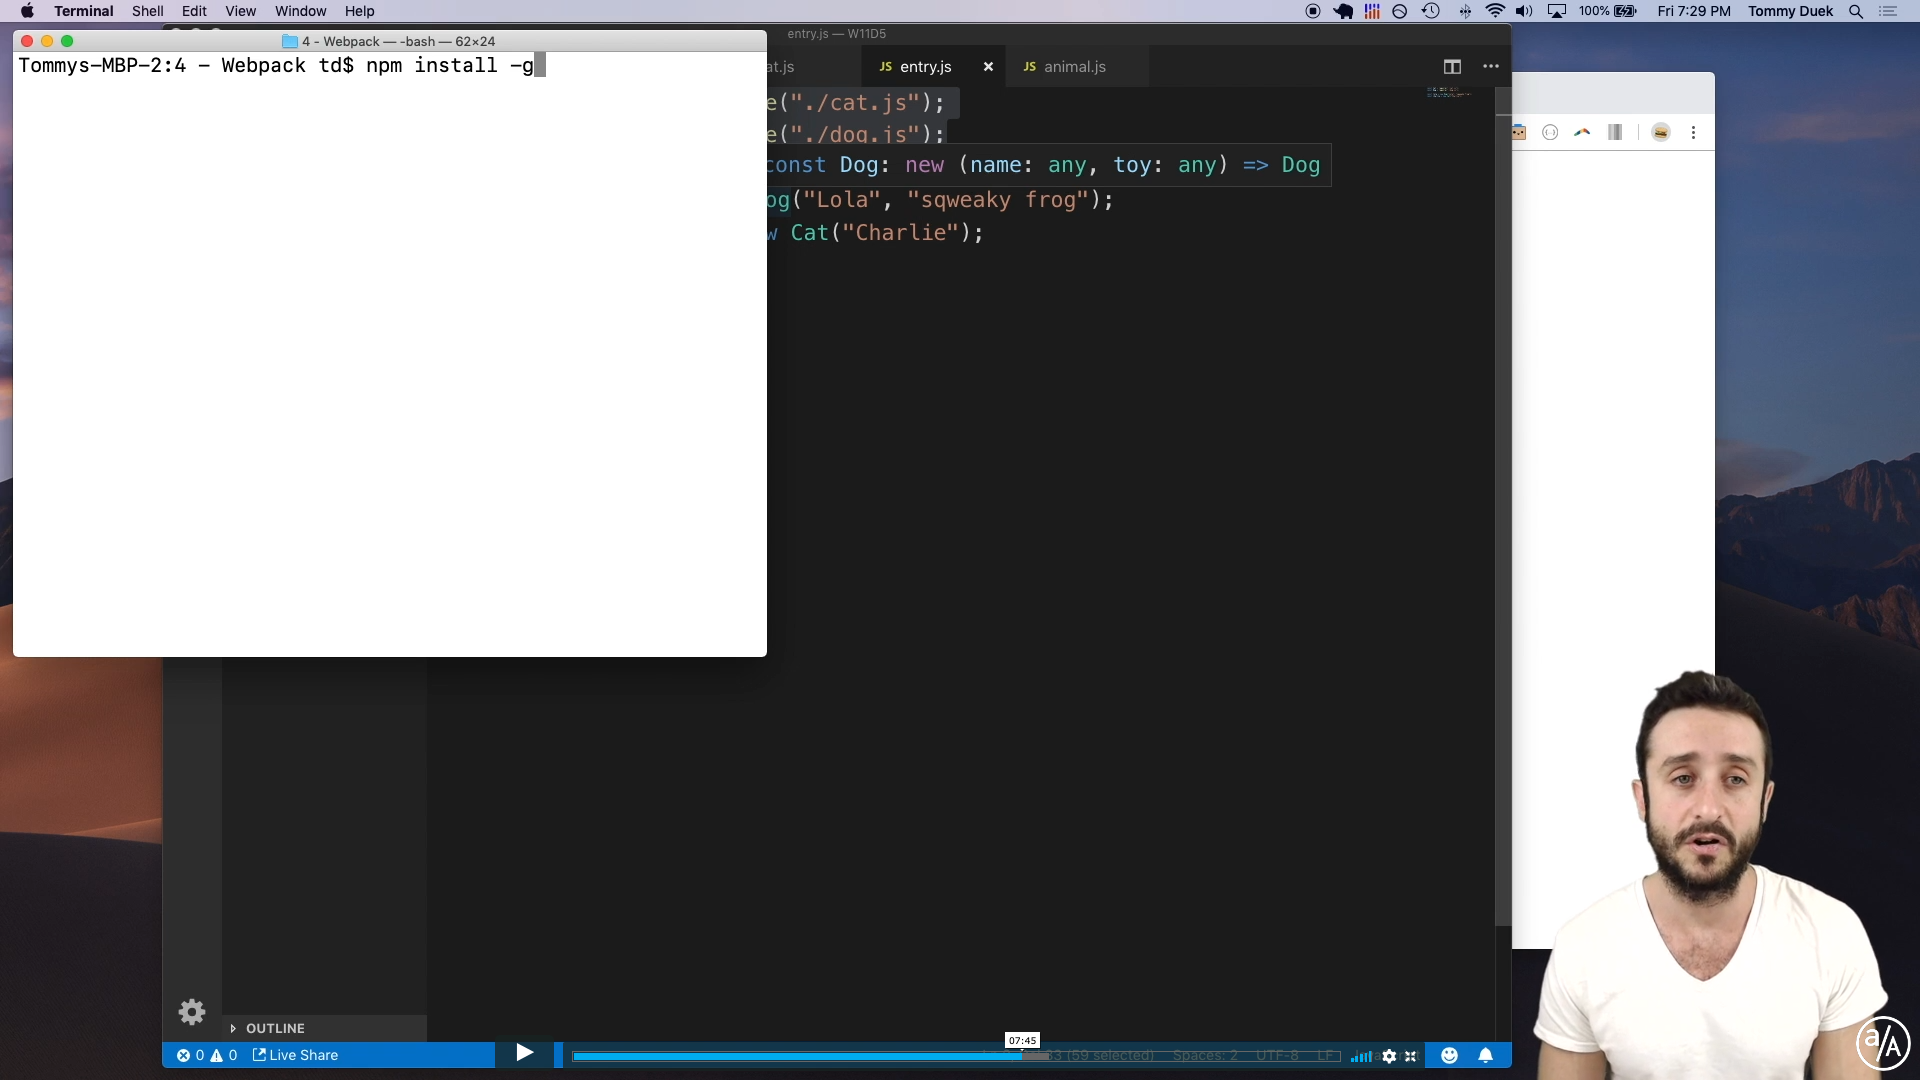 Terminal Shell Edit View Window Help
100% Fri 7:29 PM Tommy Duek
4 - Webpack — -bash — 62×24
Tommys-MBP-2:4 - Webpack td$ npm install -g
entry.js — W11D5
at.js JS entry.js × JS animal.js
e("./cat.js");
e("./dog.js");
const Dog: new (name: any, toy: any) => Dog
og("Lola", "sqweaky frog");
w Cat("Charlie");
OUTLINE
07:45
0 0 Live Share
(59 selected) Spaces: 2 UTF-8 LF
a/A